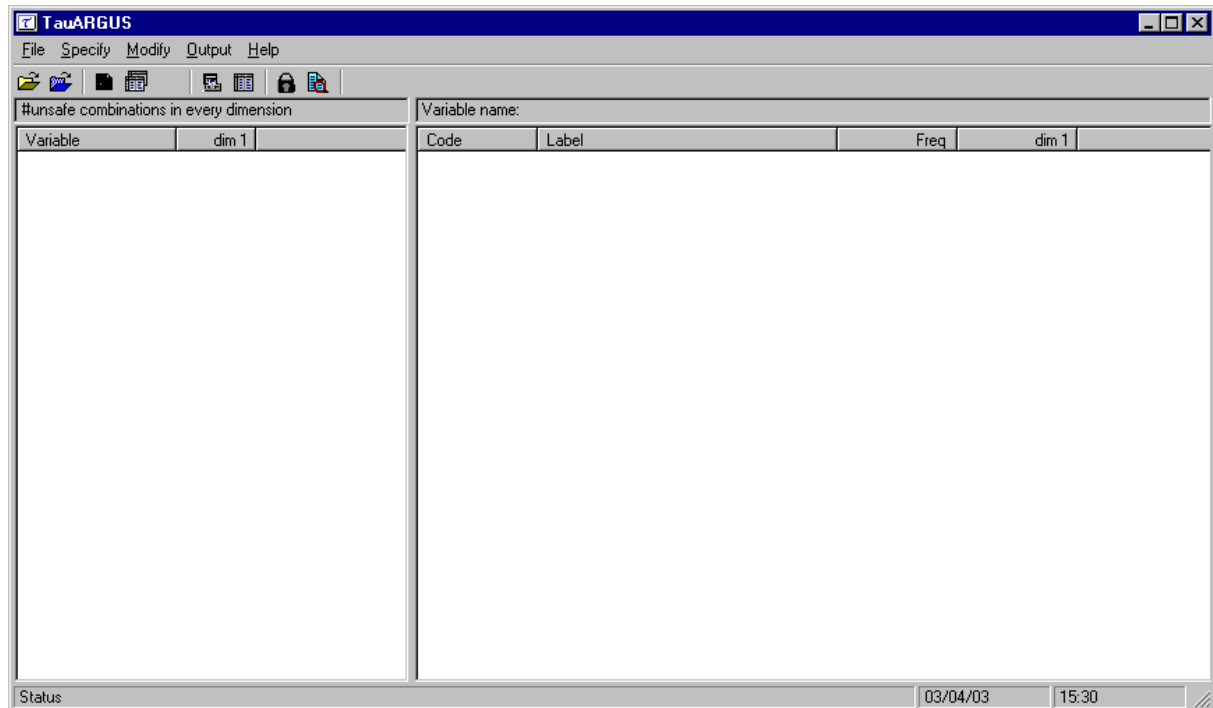 TauARGUS
File Specify Modify Output Help
#unsafe combinations in every dimension
Variable name:
Variable dim 1
Code Label Freq dim 1
Status 03/04/03 15:30